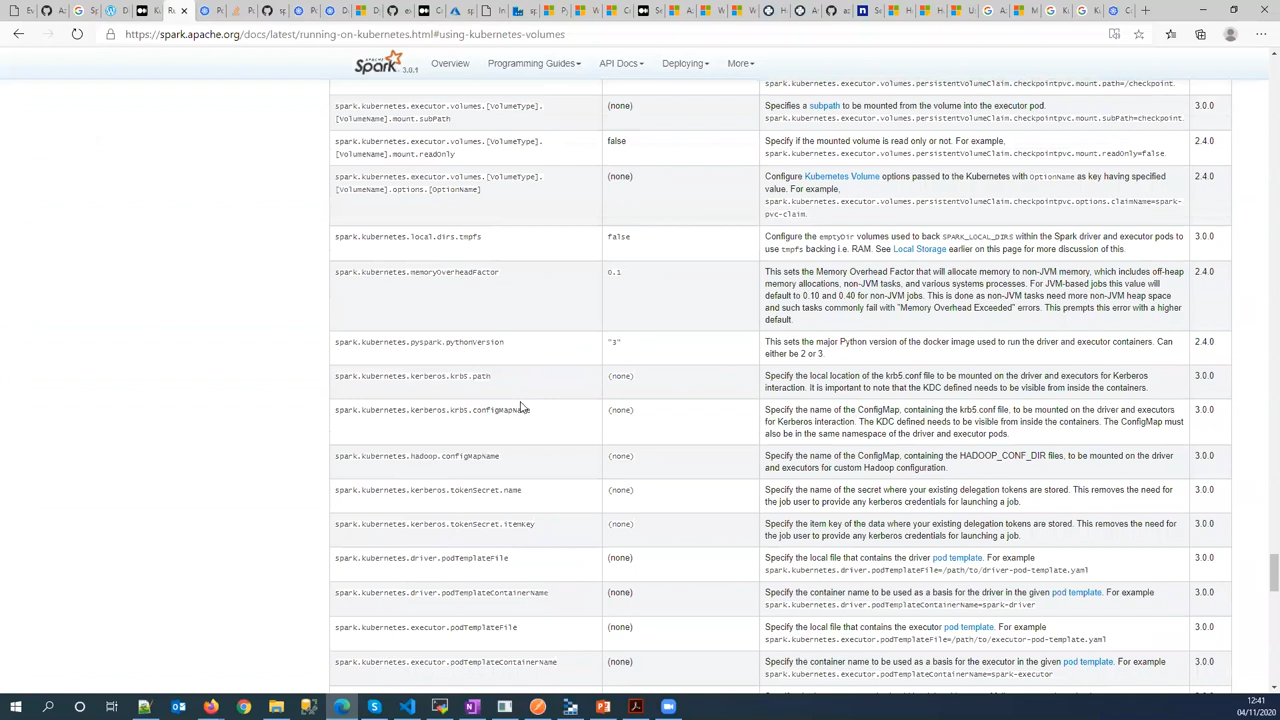 https://spark.apache.org/docs/latest/running-on-kubernetes.html#using-kubernetes-volumes
APACHE
Spark 3.0.1 Overview Programming Guides API Docs Deploying More
spark.kubernetes.executor.volumes.persistentVolumeClaim.checkpointpvc.mount.path=/checkpoint.
spark.kubernetes.executor.volumes.[VolumeType].
[VolumeName].mount.subPath
(none)
Specifies a subpath to be mounted from the volume into the executor pod.
spark.kubernetes.executor.volumes.persistentVolumeClaim.checkpointpvc.mount.subPath=checkpoint.
3.0.0
spark.kubernetes.executor.volumes.[VolumeType].
[VolumeName].mount.readOnly
false
Specify if the mounted volume is read only or not. For example,
spark.kubernetes.executor.volumes.persistentVolumeClaim.checkpointpvc.mount.readOnly=false.
2.4.0
spark.kubernetes.executor.volumes.[VolumeType].
[VolumeName].options.[OptionName]
(none)
Configure Kubernetes Volume options passed to the Kubernetes with OptionName as key having specified
value. For example,
spark.kubernetes.executor.volumes.persistentVolumeClaim.checkpointpvc.options.claimName=spark-
pvc-claim.
2.4.0
spark.kubernetes.local.dirs.tmpfs
false
Configure the emptyDir volumes used to back SPARK_LOCAL_DIRS within the Spark driver and executor pods to
use tmpfs backing i.e. RAM. See Local Storage earlier on this page for more discussion of this.
3.0.0
spark.kubernetes.memoryOverheadFactor
0.1
This sets the Memory Overhead Factor that will allocate memory to non-JVM memory, which includes off-heap
memory allocations, non-JVM tasks, and various systems processes. For JVM-based jobs this value will
default to 0.10 and 0.40 for non-JVM jobs. This is done as non-JVM tasks need more non-JVM heap space
and such tasks commonly fail with "Memory Overhead Exceeded" errors. This prempts this error with a higher
default.
2.4.0
spark.kubernetes.pyspark.pythonVersion
"3"
This sets the major Python version of the docker image used to run the driver and executor containers. Can
either be 2 or 3.
2.4.0
spark.kubernetes.kerberos.krb5.path
(none)
Specify the local location of the krb5.conf file to be mounted on the driver and executors for Kerberos
interaction. It is important to note that the KDC defined needs to be visible from inside the containers.
3.0.0
spark.kubernetes.kerberos.krb5.configMapName
(none)
Specify the name of the ConfigMap, containing the krb5.conf file, to be mounted on the driver and executors
for Kerberos interaction. The KDC defined needs to be visible from inside the containers. The ConfigMap must
also be in the same namespace of the driver and executor pods.
3.0.0
spark.kubernetes.hadoop.configMapName
(none)
Specify the name of the ConfigMap, containing the HADOOP_CONF_DIR files, to be mounted on the driver
and executors for custom Hadoop configuration.
3.0.0
spark.kubernetes.kerberos.tokenSecret.name
(none)
Specify the name of the secret where your existing delegation tokens are stored. This removes the need for
the job user to provide any kerberos credentials for launching a job.
3.0.0
spark.kubernetes.kerberos.tokenSecret.itemKey
(none)
Specify the item key of the data where your existing delegation tokens are stored. This removes the need for
the job user to provide any kerberos credentials for launching a job.
3.0.0
spark.kubernetes.driver.podTemplateFile
(none)
Specify the local file that contains the driver pod template. For example
spark.kubernetes.driver.podTemplateFile=/path/to/driver-pod-template.yaml
3.0.0
spark.kubernetes.driver.podTemplateContainerName
(none)
Specify the container name to be used as a basis for the driver in the given pod template. For example
spark.kubernetes.driver.podTemplateContainerName=spark-driver
3.0.0
spark.kubernetes.executor.podTemplateFile
(none)
Specify the local file that contains the executor pod template. For example
spark.kubernetes.executor.podTemplateFile=/path/to/executor-pod-template.yaml
3.0.0
spark.kubernetes.executor.podTemplateContainerName
(none)
Specify the container name to be used as a basis for the executor in the given pod template. For example
spark.kubernetes.executor.podTemplateContainerName=spark-executor
3.0.0
12:41
04/11/2020